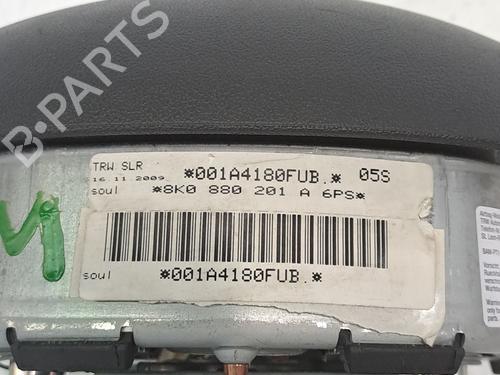 B-PARTS
TRW SLR
16.11.2009
*001A4180FUB.* 05S
soul *8K0 880 201 A 6PS*
soul *001A4180FUB.*